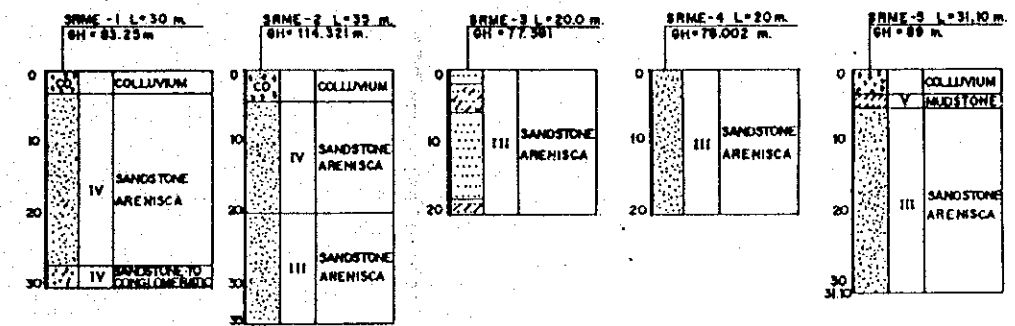 SRME-1 L=30 m.
GH=83.25m
0
CO
COLLUVIUM
10
IV
SANDSTONE
ARENISCA
20
IV
SANDSTONE TO
CONGLOMERATIC
30
SRME-2 L=35 m.
GH=114.321 m.
0
CO
COLLUVIUM
10
IV
SANDSTONE
ARENISCA
20
III
SANDSTONE
ARENISCA
30
35
SRME-3 L=20.0 m.
GH=77.581
0
10
III
SANDSTONE
ARENISCA
20
SRME-4 L=20m.
GH=78.002 m.
0
10
III
SANDSTONE
ARENISCA
20
SRME-5 L=31,10 m.
GH=89 m.
0
COLLUVIUM
V
MUDSTONE
10
III
SANDSTONE
ARENISCA
20
30
31.10